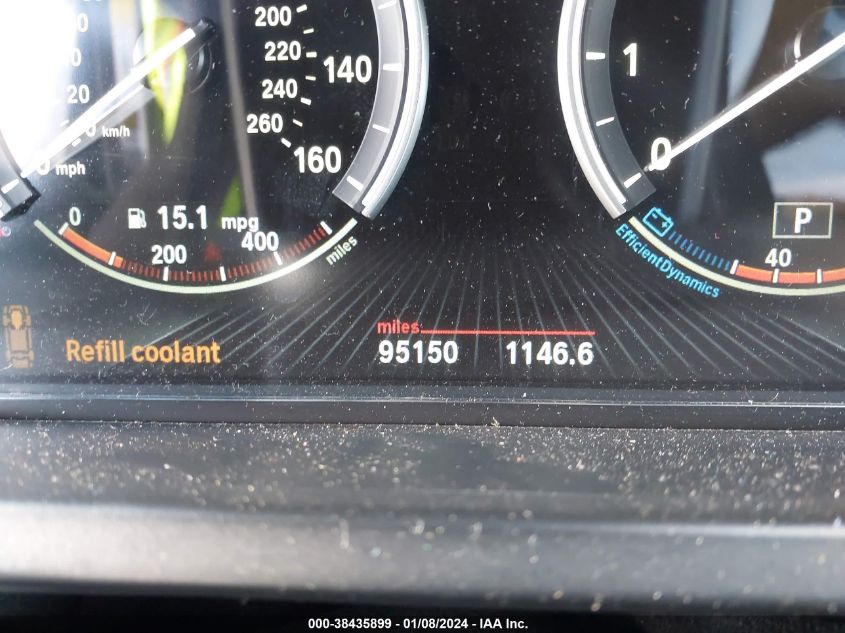 200
220
240
260
140
160
20
0 km/h
0 mph
15.1 mpg
0
200
400
miles
1
0
P
EfficientDynamics
40
Refill coolant
miles
95150 1146.6
000-38435899 - 01/08/2024 - IAA Inc.